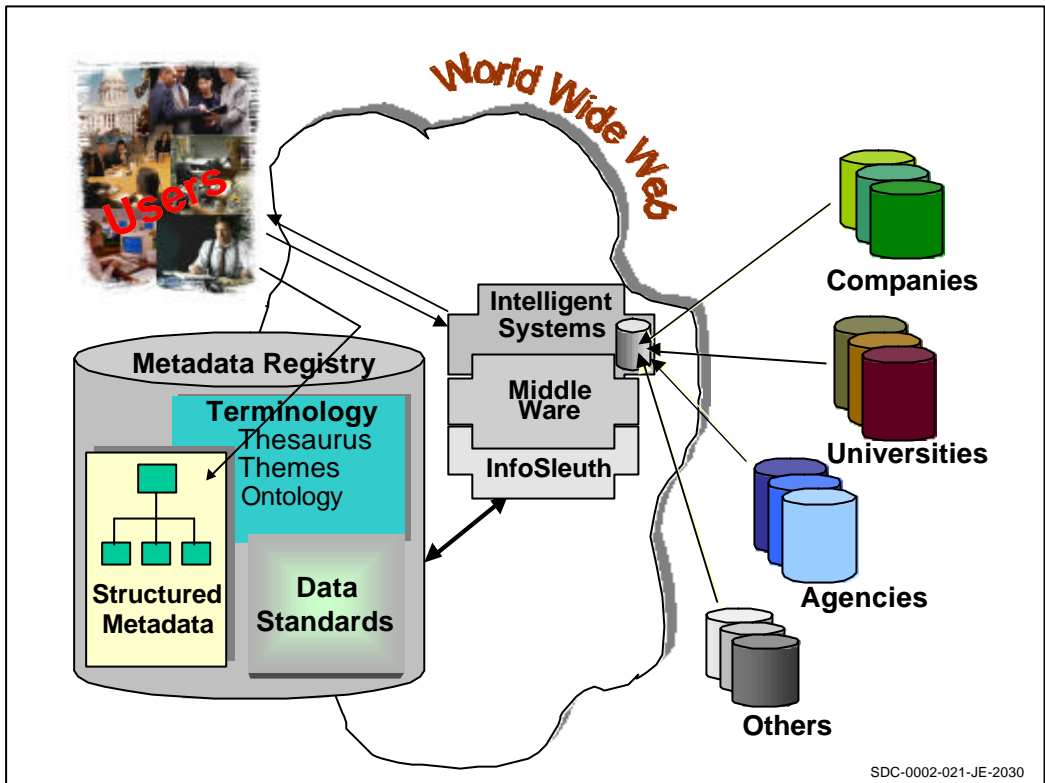 World Wide Web
Users
Companies
Intelligent
Systems
Metadata Registry
Middle
Ware
Terminology
Thesaurus
Themes
Ontology
InfoSleuth
Universities
Structured
Metadata
Data
Standards
Agencies
Others
SDC-0002-021-JE-2030